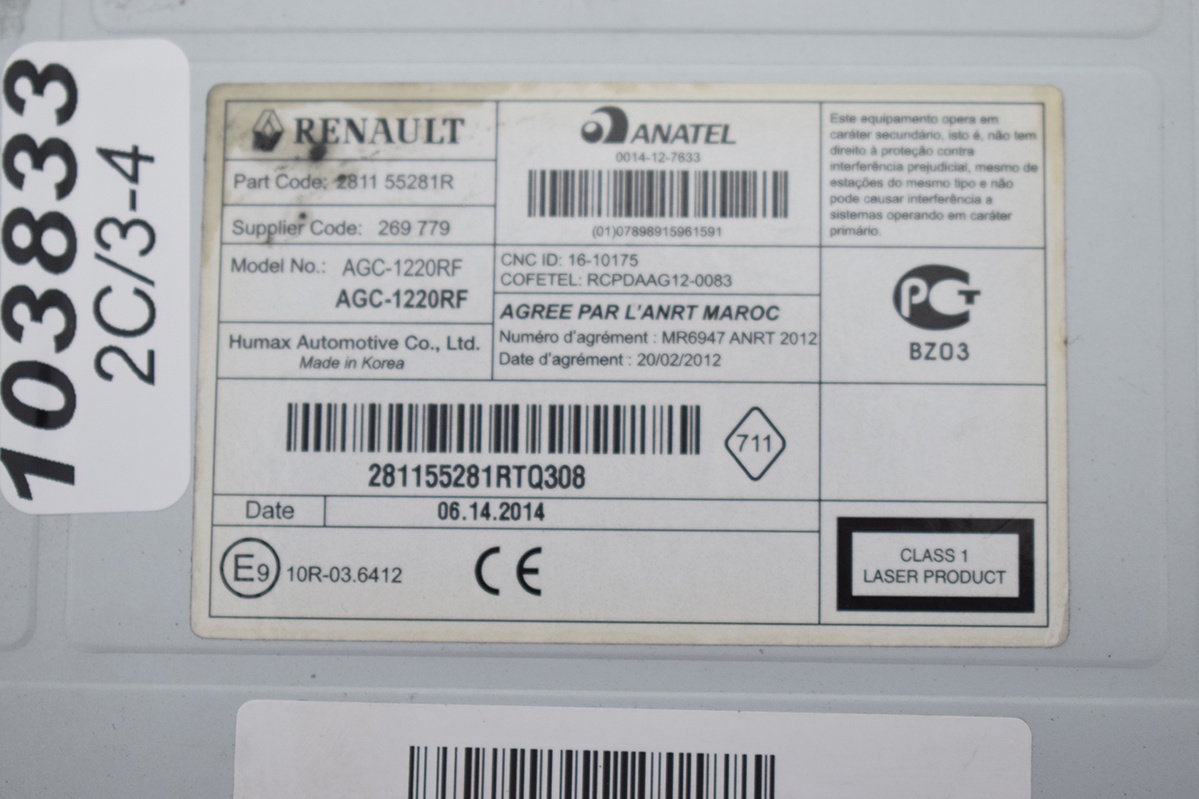 103833
2C/3-4
RENAULT
Part Code: 2811 55281R
Supplier Code: 269 779
Model No.: AGC-1220RF
AGC-1220RF
Humax Automotive Co., Ltd.
Made in Korea
ANATEL
0014-12-7633
(01)07898915961591
CNC ID: 16-10175
COFETEL: RCPDAAG12-0083
AGREE PAR L'ANRT MAROC
Numéro d'agrément : MR6947 ANRT 2012
Date d'agrément : 20/02/2012
Este equipamento opera em
caráter secundário, isto é, não tem
direito à proteção contra
interferência prejudicial, mesmo de
estações do mesmo tipo e não
pode causar interferência a
sistemas operando em caráter
primário.
PCT
BZ03
281155281RTQ308
711
Date 06.14.2014
E9 10R-03.6412
CE
CLASS 1
LASER PRODUCT